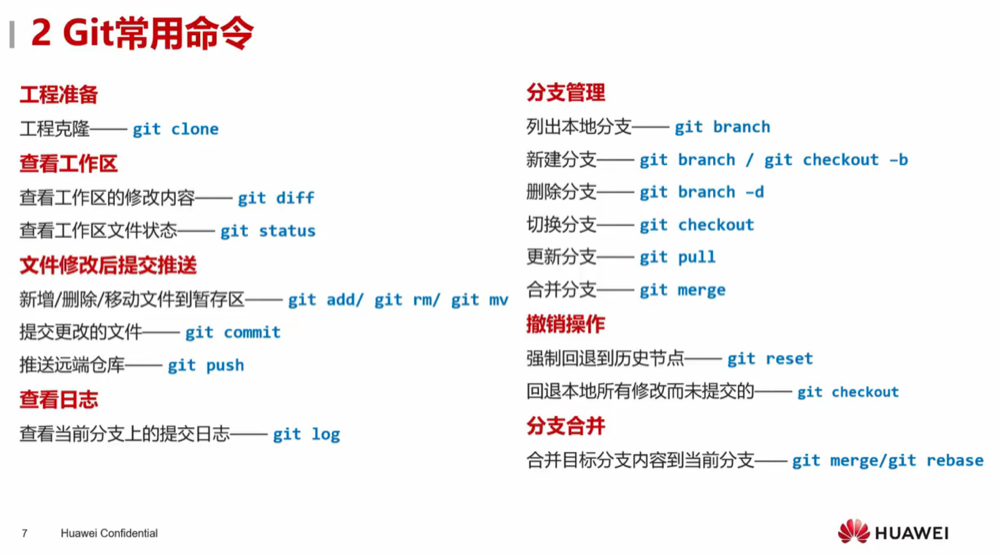 2 Git常用命令
工程准备
工程克隆—— git clone
查看工作区
查看工作区的修改内容—— git diff
查看工作区文件状态—— git status
文件修改后提交推送
新增/删除/移动文件到暂存区—— git add/ git rm/ git mv
提交更改的文件—— git commit
推送远端仓库—— git push
查看日志
查看当前分支上的提交日志—— git log
分支管理
列出本地分支—— git branch
新建分支—— git branch / git checkout –b
删除分支—— git branch –d
切换分支—— git checkout
更新分支—— git pull
合并分支—— git merge
撤销操作
强制回退到历史节点—— git reset
回退本地所有修改而未提交的—— git checkout
分支合并
合并目标分支内容到当前分支—— git merge/git rebase
7 Huawei Confidential
HUAWEI